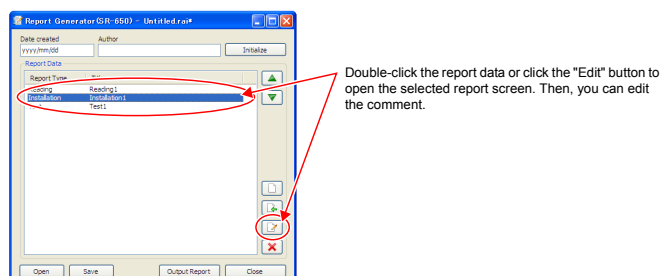 Report Generator(SR-650) - Untitled.rai*
Date created Author
yyyy/mm/dd Initialize
Report Data
Report Type
Reading Reading1
Installation Installation1
Test1
Open Save Output Report Close
Double-click the report data or click the "Edit" button to
open the selected report screen. Then, you can edit
the comment.